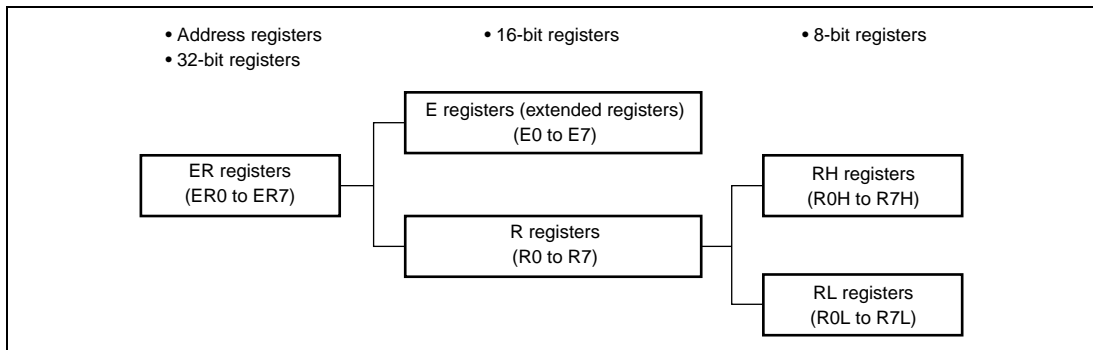 • Address registers
• 32-bit registers
• 16-bit registers
• 8-bit registers
E registers (extended registers)
(E0 to E7)
ER registers
(ER0 to ER7)
RH registers
(R0H to R7H)
R registers
(R0 to R7)
RL registers
(R0L to R7L)